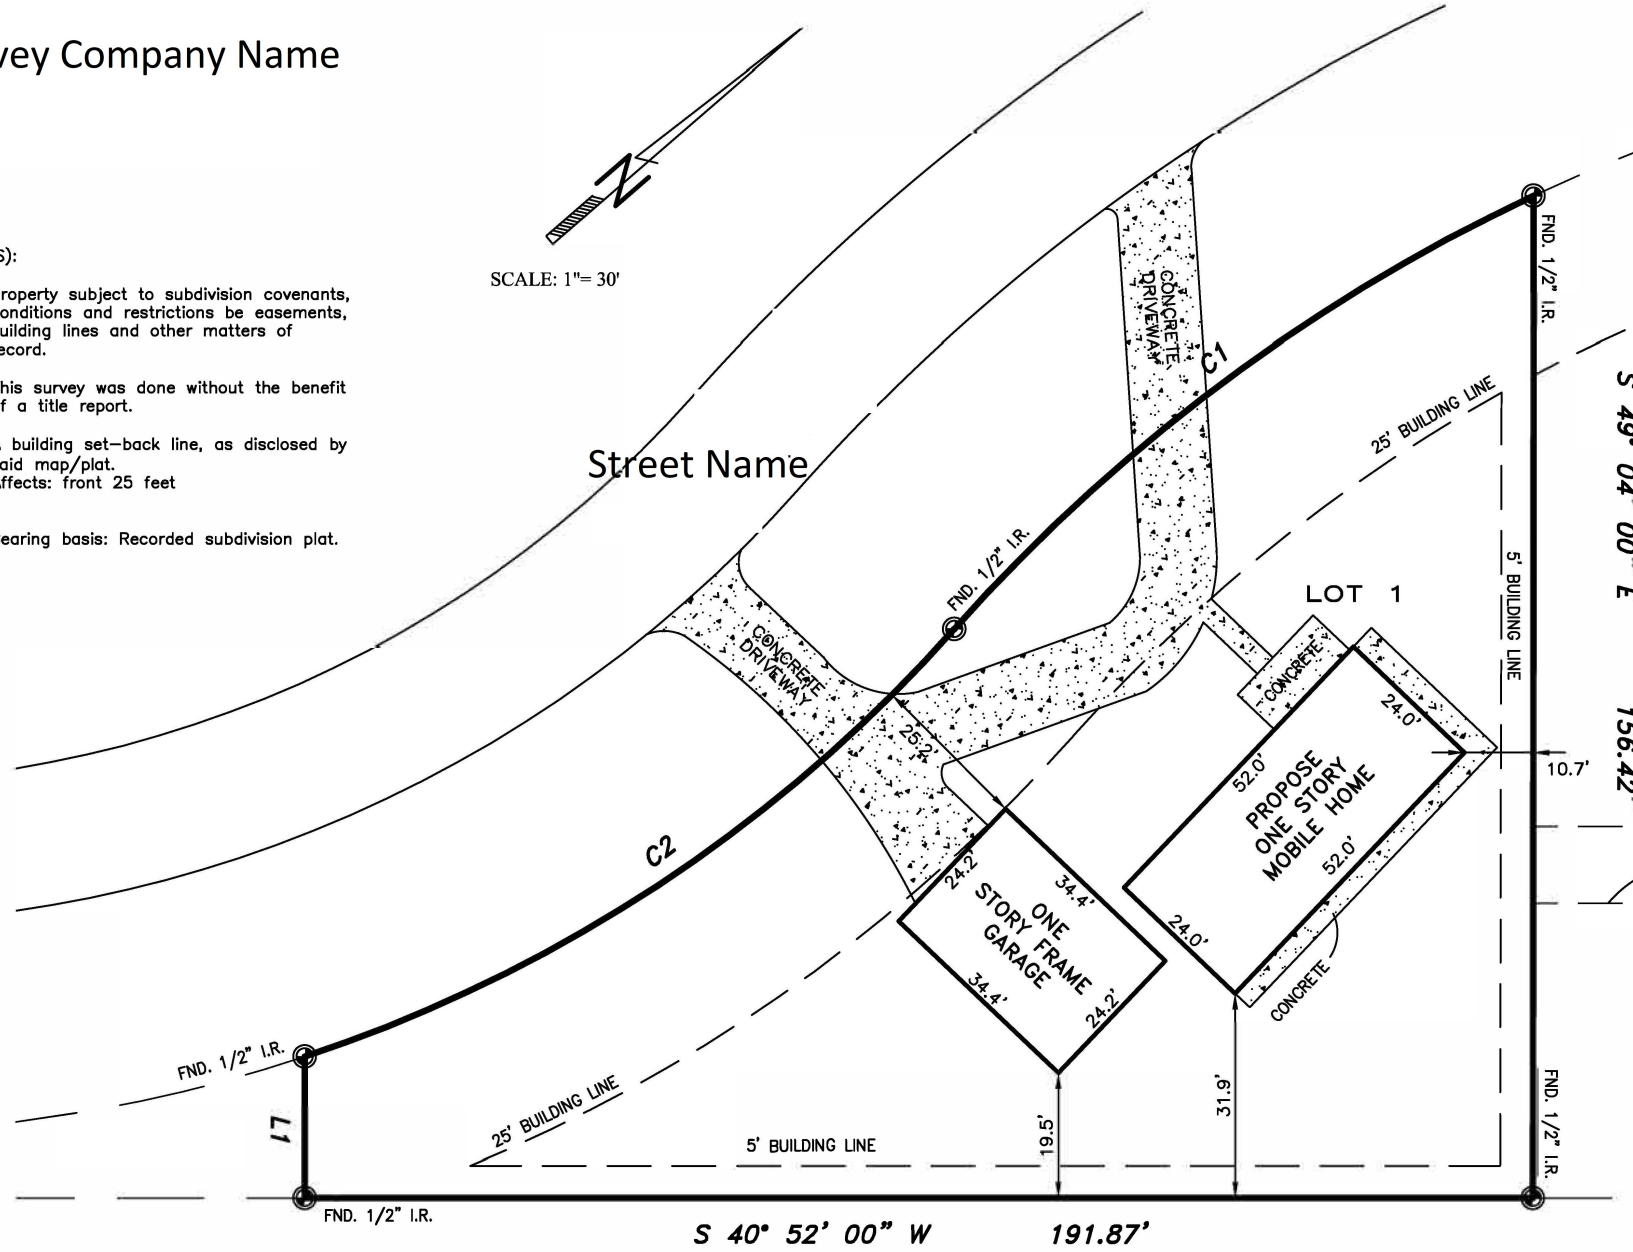 vey Company Name
S):
roperty subject to subdivision covenants,
onditions and restrictions be easements,
uilding lines and other matters of
ecord.
his survey was done without the benefit
f a title report.
building set-back line, as disclosed by
aid map/plat.
ffects: front 25 feet
earing basis: Recorded subdivision plat.
N
SCALE: 1"= 30'
Street Name
CONCRETE
DRIVEWAY
C1
FND. 1/2" I.R.
FND. 1/2" I.R.
25' BUILDING LINE
S 49° 04' 00" E 156.42'
5' BUILDING LINE
LOT 1
CONCRETE
DRIVEWAY
25.2'
CONCRETE
24.0'
52.0'
PROPOSE
ONE STORY
MOBILE HOME
52.0'
24.0'
10.7'
C2
24.2'
34.4'
ONE
STORY FRAME
GARAGE
34.4'
24.2'
CONCRETE
FND. 1/2" I.R.
L1
25' BUILDING LINE
5' BUILDING LINE
19.5'
31.9'
FND. 1/2" I.R.
FND. 1/2" I.R.
S 40° 52' 00" W 191.87'